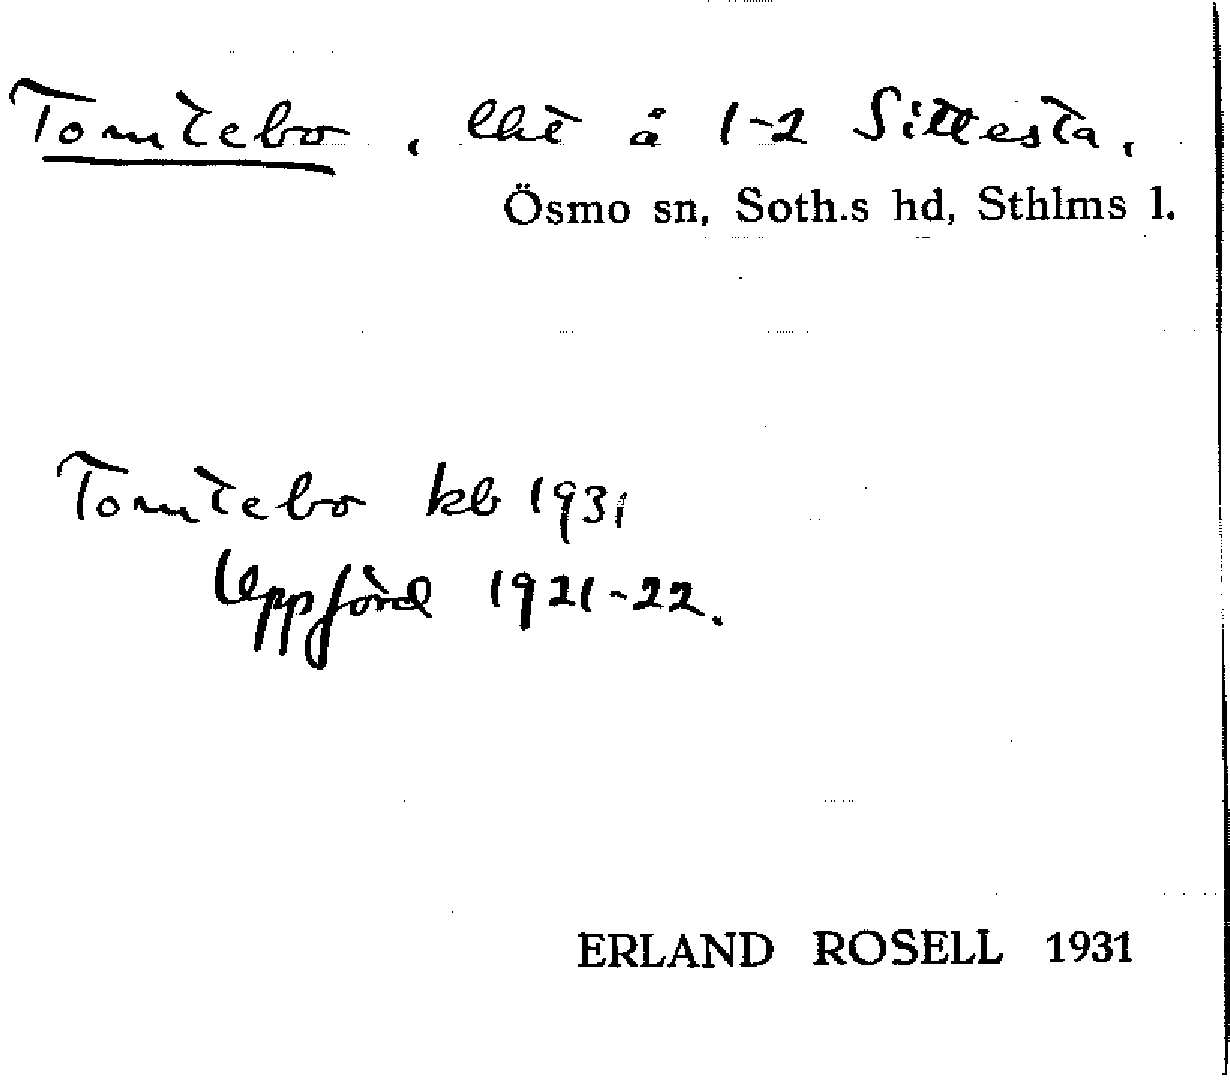 Tomtebo, lht å 1-2 Sittesta,
Ösmo sn, Soth.s hd, Sthlms l.
Tomtebo kb 1931
Uppförd 1921-22.
ERLAND ROSELL 1931